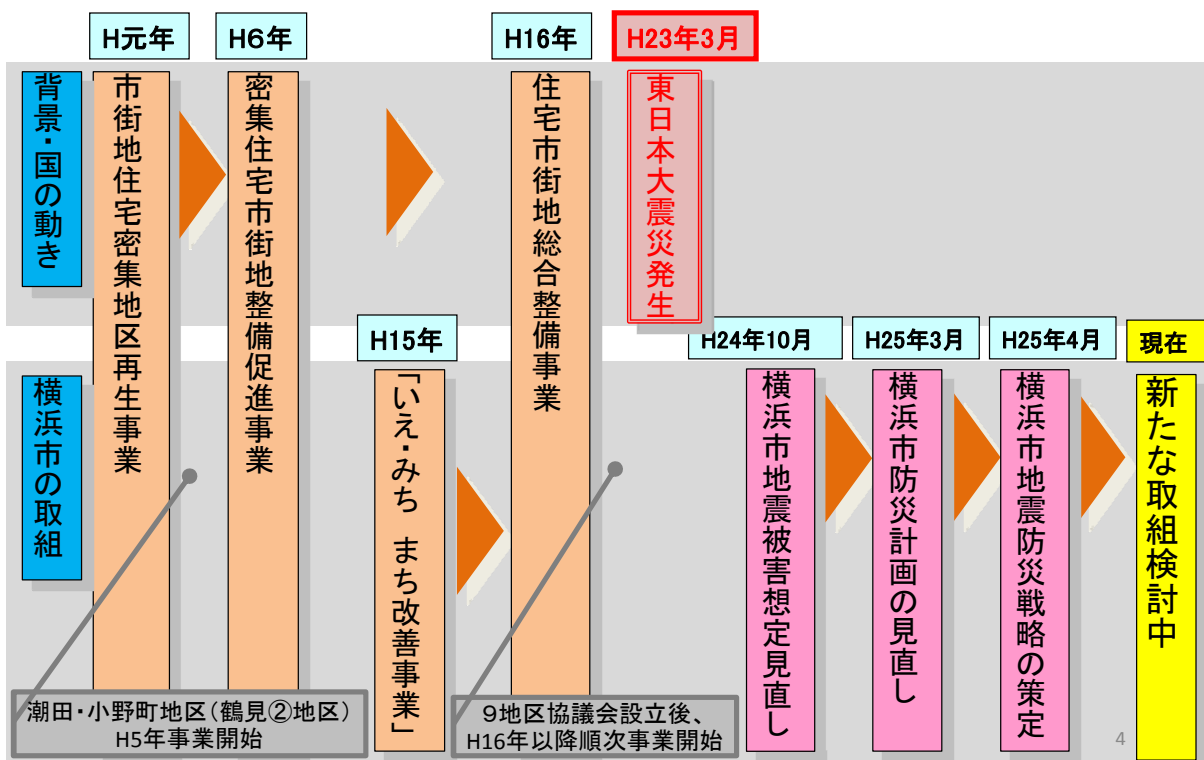 H元年
H6年
H16年
H23年3月
背景・国の動き
市街地住宅密集地区再生事業
密集住宅市街地整備促進事業
住宅市街地総合整備事業
東日本大震災発生
H15年
H24年10月
H25年3月
H25年4月
現在
横浜市の取組
「いえ・みち まち改善事業」
横浜市地震被害想定見直し
横浜市防災計画の見直し
横浜市地震防災戦略の策定
新たな取組検討中
潮田・小野町地区(鶴見②地区)
H5年事業開始
9地区協議会設立後、
H16年以降順次事業開始
4